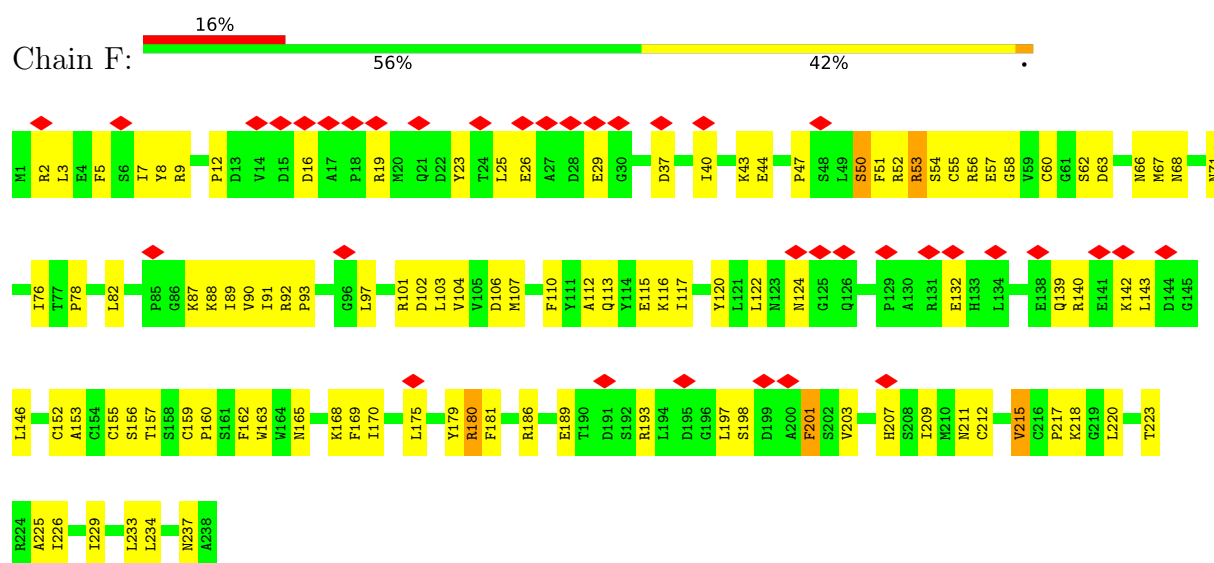 16%
Chain F:
56% 42% •
M1 R2 L3 E4 F5 S6 I7 Y8 R9 P12 D13 V14 D15 D16 A17 P18 R19 M20 Q21 D22 Y23 T24 L25 E26 A27 D28 E29 G30 D37 I40 K43 E44 P47 S48 L49 S50 F51 R52 R53 S54 C55 R56 E57 G58 V59 C60 G61 S62 D63 N66 M67 N68 N71
I76 T77 P78 L82 P85 G86 K87 K88 I89 V90 I91 R92 P93 G96 L97 R101 D102 L103 V104 V105 D106 M107 F110 Y111 A112 Q113 Y114 E115 K116 I117 Y120 L121 L122 N123 N124 G125 Q126 P129 A130 R131 E132 H133 L134 E138 Q139 R140 E141 K142 L143 D144 G145
L146 C152 A153 C154 C155 S156 T157 S158 C159 P160 S161 F162 W163 W164 N165 K168 F169 I170 L175 Y179 R180 F181 R186 E189 T190 D191 S192 R193 L194 D195 G196 L197 S198 D199 A200 F201 S202 V203 H207 S208 I209 M210 N211 C212 V215 C216 P217 K218 G219 L220 T223
R224 A225 I226 I229 L233 L234 N237 A238